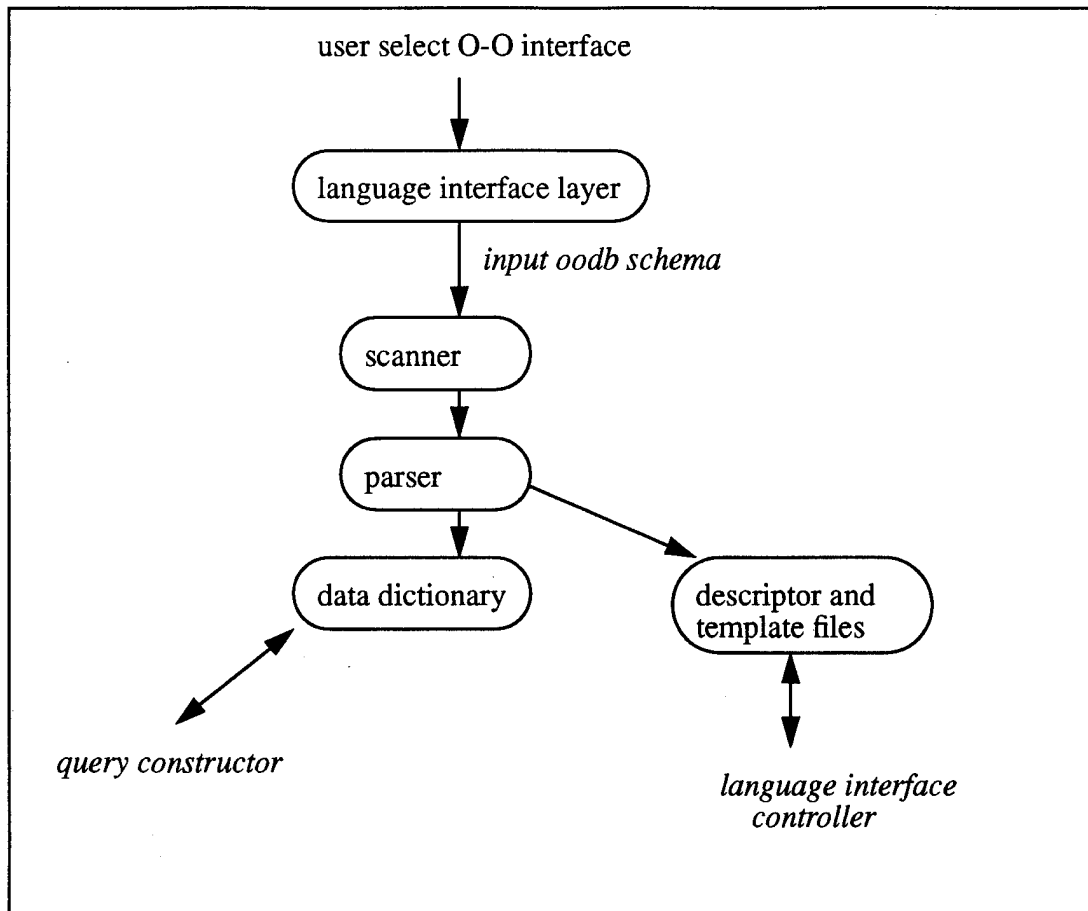 user select O-O interface
language interface layer
input oodb schema
scanner
parser
data dictionary
descriptor and
template files
query constructor
language interface
controller